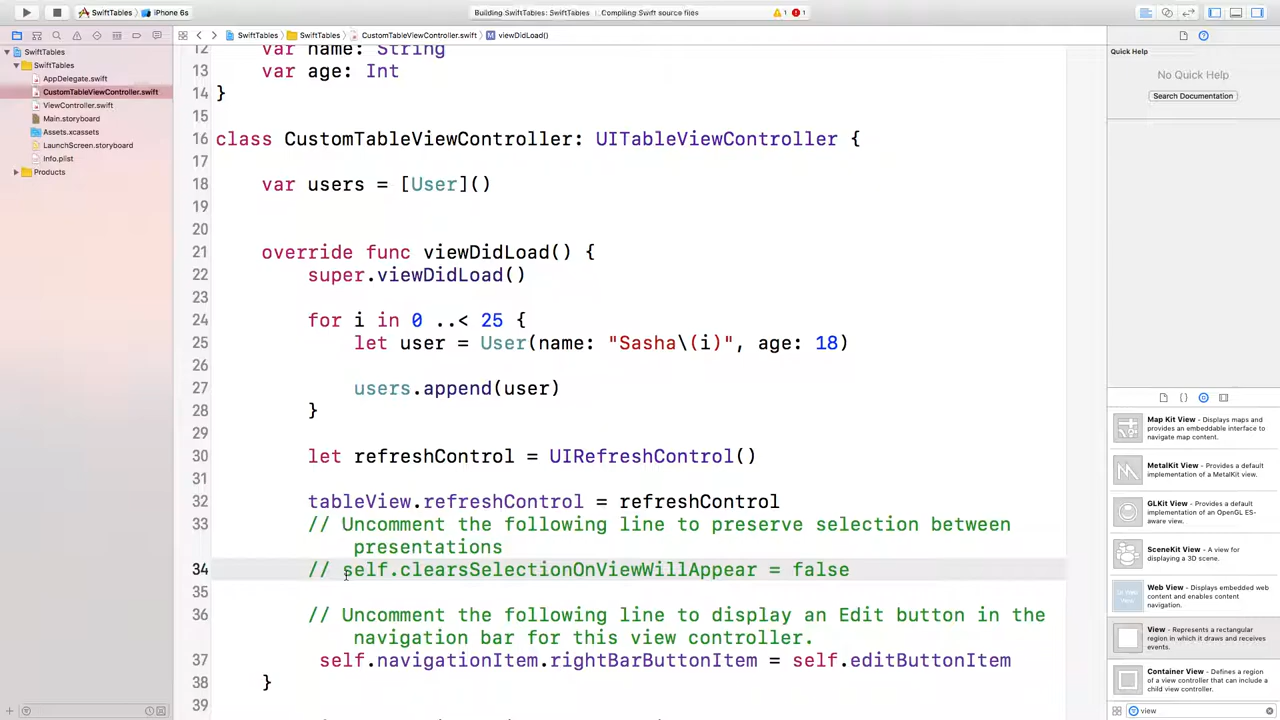 SwiftTables
iPhone 6s
Building SwiftTables: SwiftTables
Compiling Swift source files
1
1
SwiftTables
SwiftTables
CustomTableViewController.swift
viewDidLoad()
SwiftTables
SwiftTables
AppDelegate.swift
CustomTableViewController.swift
ViewController.swift
Main.storyboard
Assets.xcassets
LaunchScreen.storyboard
Info.plist
Products
12 var name: String
13 var age: Int
14 }
15
16 class CustomTableViewController: UITableViewController {
17
18 var users = [User]()
19
20
21 override func viewDidLoad() {
22 super.viewDidLoad()
23
24 for i in 0 ..< 25 {
25 let user = User(name: "Sasha\(i)", age: 18)
26
27 users.append(user)
28 }
29
30 let refreshControl = UIRefreshControl()
31
32 tableView.refreshControl = refreshControl
33 // Uncomment the following line to preserve selection between
presentations
34 // self.clearsSelectionOnViewWillAppear = false
35
36 // Uncomment the following line to display an Edit button in the
navigation bar for this view controller.
37 self.navigationItem.rightBarButtonItem = self.editButtonItem
38 }
39
Quick Help
No Quick Help
Search Documentation
Map Kit View - Displays maps and
provides an embeddable interface to
navigate map content.
MetalKit View - Provides a default
implementation of a MetalKit view.
GLKit View - Provides a default
implementation of an OpenGL ES-
aware view.
SceneKit View - A view for
displaying a 3D scene.
Web View - Displays embedded web
content and enables content
navigation.
View - Represents a rectangular
region in which it draws and receives
events.
Container View - Defines a region
of a view controller that can include a
child view controller.
view